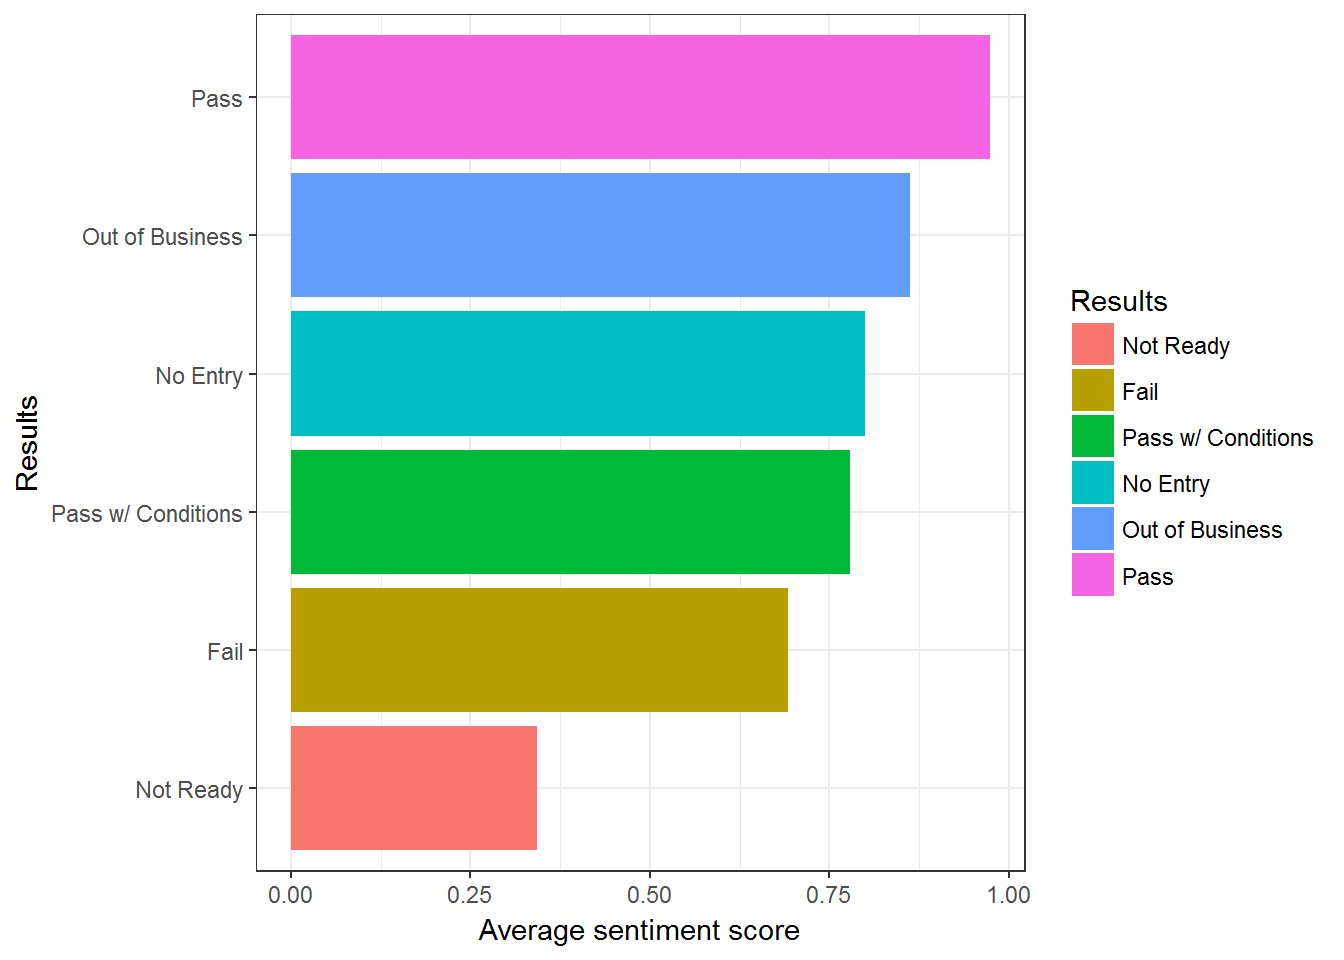 Results
Pass
Out of Business
No Entry
Pass w/ Conditions
Fail
Not Ready
0.00 0.25 0.50 0.75 1.00
Average sentiment score
Results
Not Ready
Fail
Pass w/ Conditions
No Entry
Out of Business
Pass